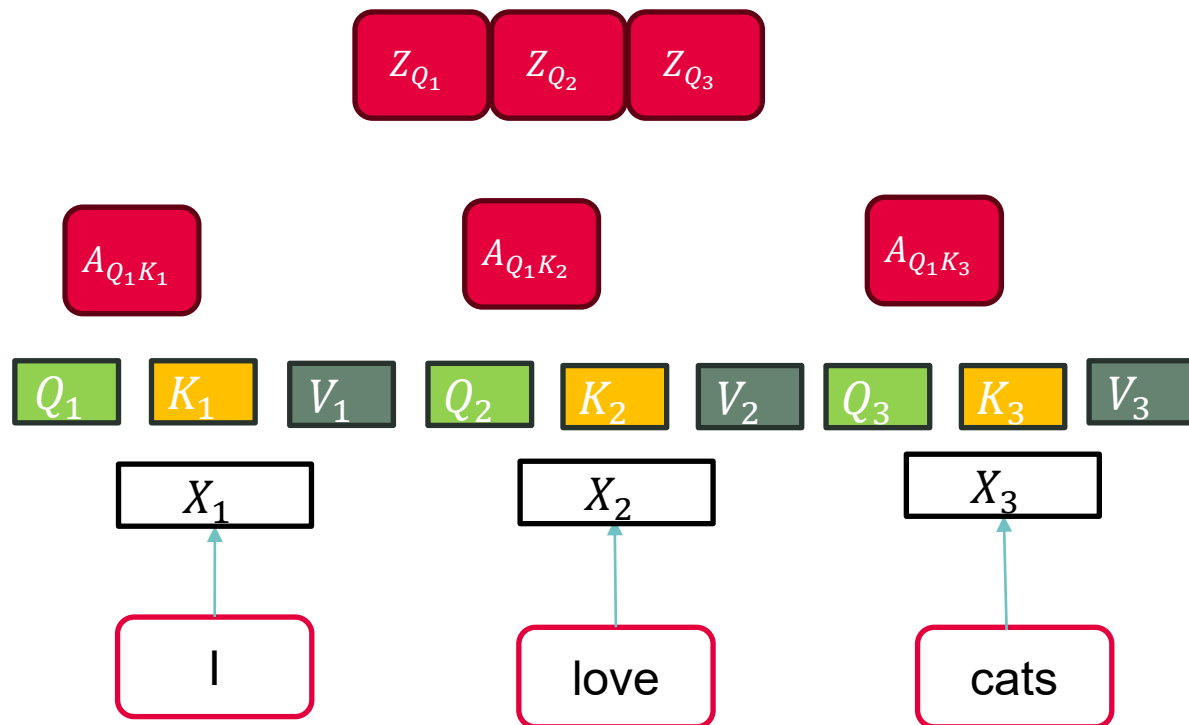 Z_{Q_1} Z_{Q_2} Z_{Q_3}
A_{Q_1K_1} A_{Q_1K_2} A_{Q_1K_3}
Q_1 K_1 V_1 Q_2 K_2 V_2 Q_3 K_3 V_3
X_1 X_2 X_3
I love cats